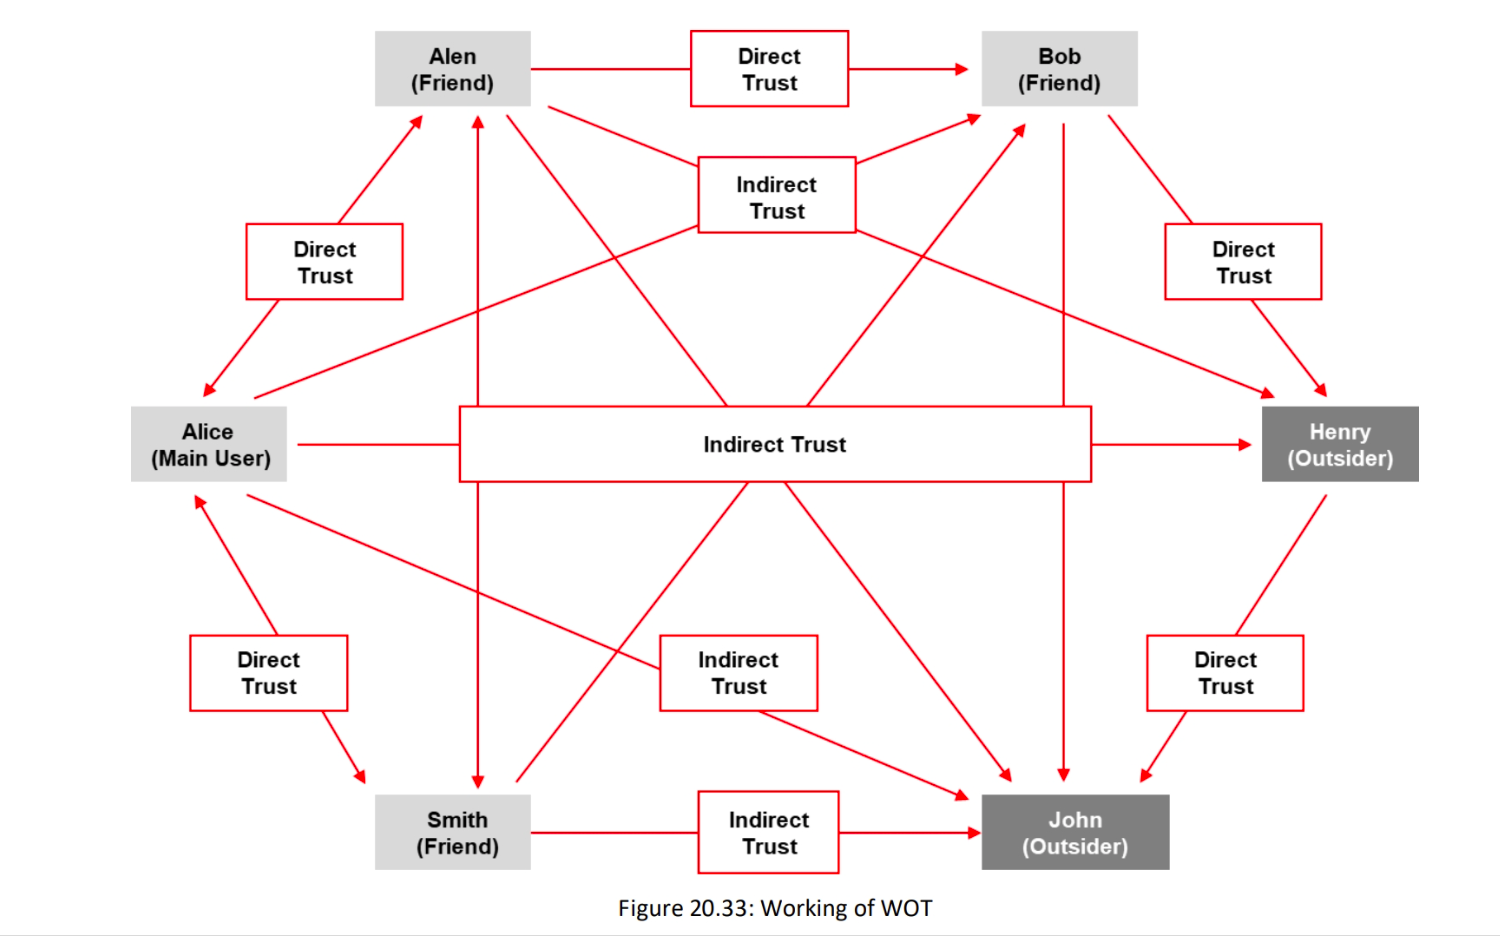 Alen
(Friend)
Direct
Trust
Bob
(Friend)
Indirect
Trust
Direct
Trust
Direct
Trust
Alice
(Main User)
Indirect Trust
Henry
(Outsider)
Direct
Trust
Indirect
Trust
Direct
Trust
Smith
(Friend)
Indirect
Trust
John
(Outsider)
Figure 20.33: Working of WOT